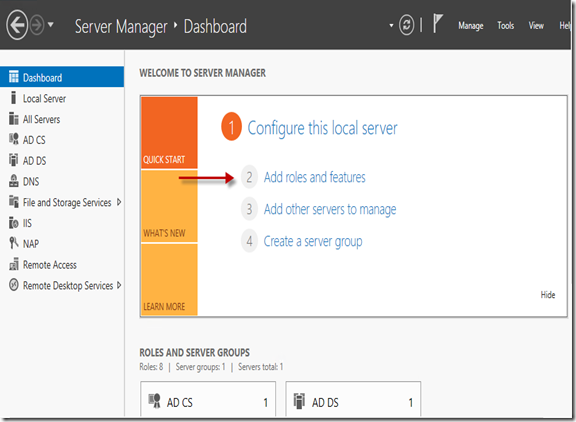 Server Manager ‣ Dashboard
Manage Tools View Help
Dashboard
Local Server
All Servers
AD CS
AD DS
DNS
File and Storage Services
IIS
NAP
Remote Access
Remote Desktop Services
WELCOME TO SERVER MANAGER
QUICK START
WHAT'S NEW
LEARN MORE
1 Configure this local server
2 Add roles and features
3 Add other servers to manage
4 Create a server group
Hide
ROLES AND SERVER GROUPS
Roles: 8 | Server groups: 1 | Servers total: 1
AD CS 1
AD DS 1